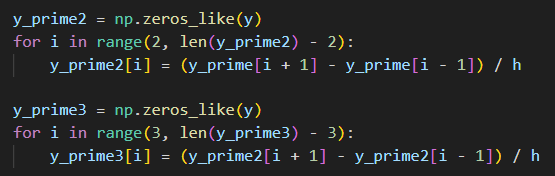 y_prime2 = np.zeros_like(y)
for i in range(2, len(y_prime2) - 2):
    y_prime2[i] = (y_prime[i + 1] - y_prime[i - 1]) / h

y_prime3 = np.zeros_like(y)
for i in range(3, len(y_prime3) - 3):
    y_prime3[i] = (y_prime2[i + 1] - y_prime2[i - 1]) / h